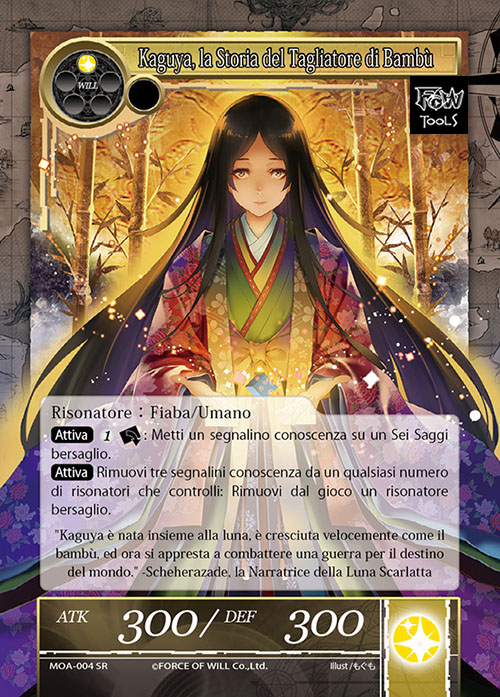 Kaguya, la Storia del Tagliatore di Bambù
WILL
FOW
TOOLS
Risonatore : Fiaba/Umano
Attiva 1 : Metti un segnalino conoscenza su un Sei Saggi
bersaglio.
Attiva Rimuovi tre segnalini conoscenza da un qualsiasi numero
di risonatori che controlli: Rimuovi dal gioco un risonatore
bersaglio.
"Kaguya è nata insieme alla luna, è cresciuta velocemente come il
bambù, ed ora si appresta a combattere una guerra per il destino
del mondo." -Scheherazade, la Narratrice della Luna Scarlatta
ATK 300 / DEF 300
MOA-004 SR ©FORCE OF WILL Co.,Ltd. Illust/もぐも